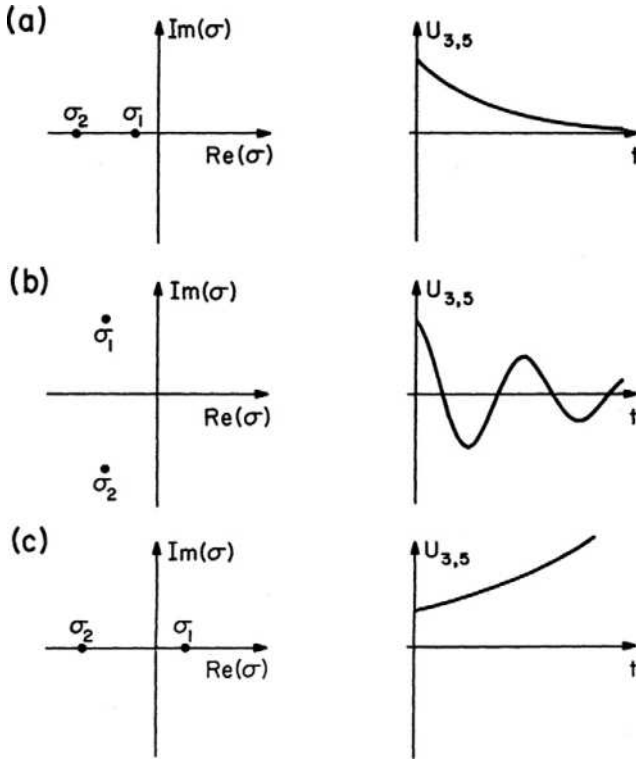 (a)
Im(σ)
σ₂ σ₁
Re(σ)
U₃,₅
t
(b)
Im(σ)
σ₁
Re(σ)
σ₂
U₃,₅
t
(c)
Im(σ)
σ₂ σ₁
Re(σ)
U₃,₅
t